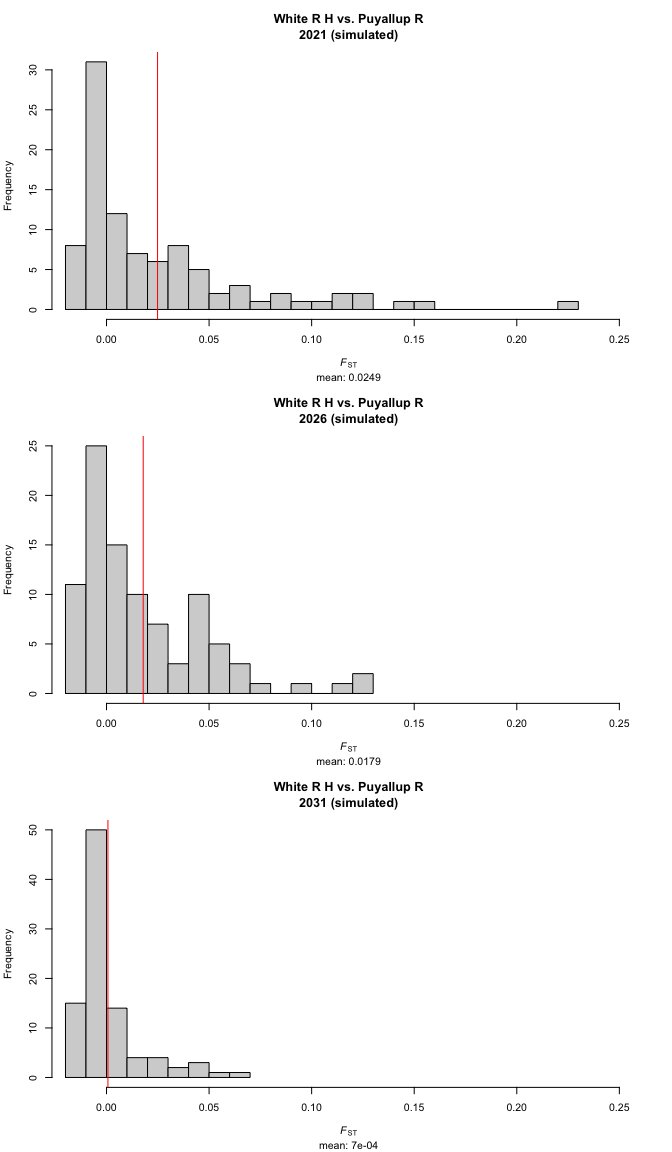 White R H vs. Puyallup R
2021 (simulated)
30
25
20
15
10
5
0
Frequency
0.00 0.05 0.10 0.15 0.20 0.25
FST
mean: 0.0249
White R H vs. Puyallup R
2026 (simulated)
25
20
15
10
5
0
Frequency
0.00 0.05 0.10 0.15 0.20 0.25
FST
mean: 0.0179
White R H vs. Puyallup R
2031 (simulated)
50
40
30
20
10
0
Frequency
0.00 0.05 0.10 0.15 0.20 0.25
FST
mean: 7e-04